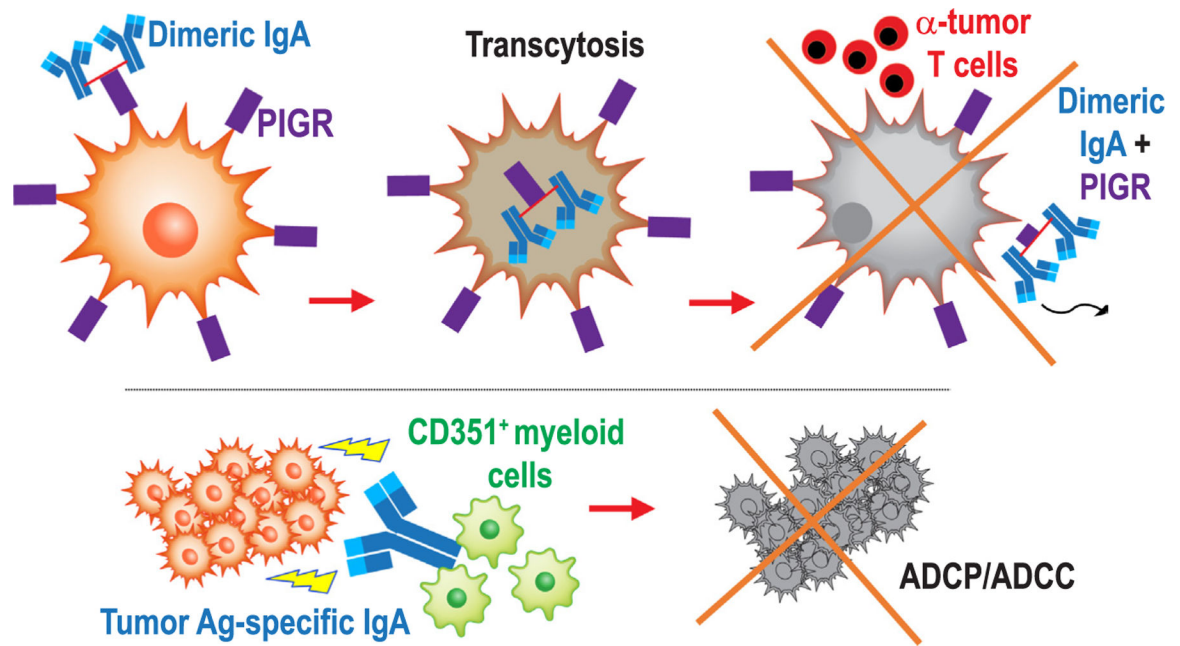 Dimeric IgA
PIGR
Transcytosis
α-tumor
T cells
Dimeric
IgA +
PIGR
CD351⁺ myeloid
cells
Tumor Ag-specific IgA
ADCP/ADCC